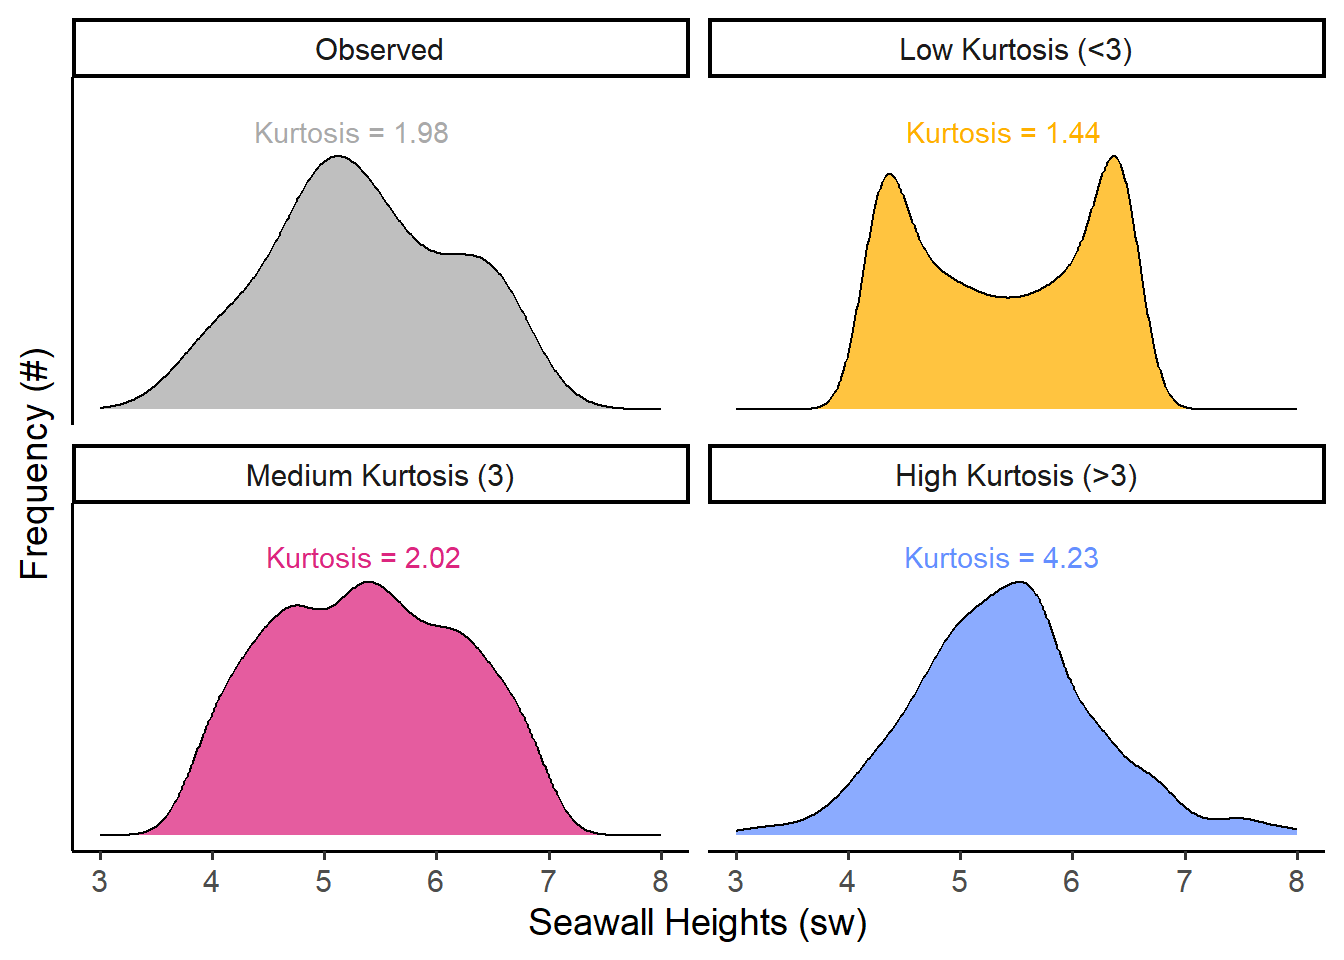 Observed
Low Kurtosis (<3)
Kurtosis = 1.98
Kurtosis = 1.44
Medium Kurtosis (3)
High Kurtosis (>3)
Kurtosis = 2.02
Kurtosis = 4.23
Frequency (#)
3 4 5 6 7 8
3 4 5 6 7 8
Seawall Heights (sw)